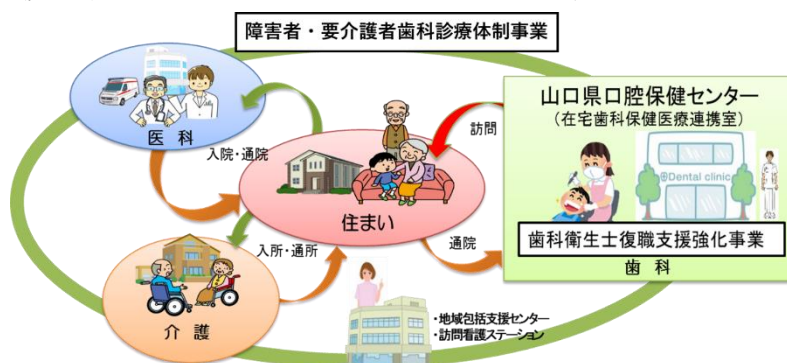 障害者・要介護者歯科診療体制事業
医 科
入院・通院
訪問
山口県口腔保健センター
(在宅歯科保健医療連携室)
Dental clinic
歯科衛生士復職支援強化事業
歯 科
住まい
入所・通所
通院
介 護
・地域包括支援センター
・訪問看護ステーション